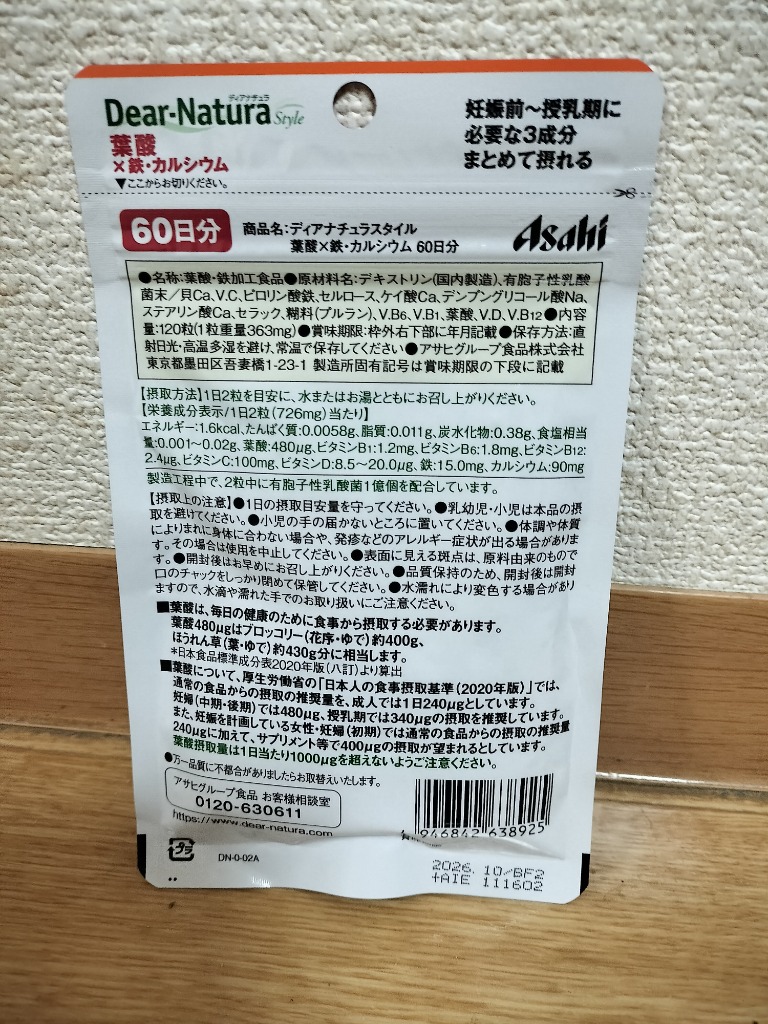 ディアナチュラ
Dear-Natura Style
葉酸
×鉄・カルシウム
▼ここからお切りください。
妊娠前～授乳期に
必要な3成分
まとめて摂れる
60日分
商品名:ディアナチュラスタイル
葉酸×鉄・カルシウム 60日分
Asahi
●名称:葉酸・鉄加工食品●原材料名:デキストリン(国内製造)、有胞子性乳酸
菌末／貝Ca、V.C、ピロリン酸鉄、セルロース、ケイ酸Ca、デンプングリコール酸Na、
ステアリン酸Ca、セラック、糊料(プルラン)、V.B6、V.B1、葉酸、V.D、V.B12●内容
量:120粒(1粒重量363mg)●賞味期限:枠外右下部に年月記載●保存方法:直
射日光・高温多湿を避け、常温で保存してください●アサヒグループ食品株式会社
東京都墨田区吾妻橋1-23-1 製造所固有記号は賞味期限の下段に記載
【摂取方法】1日2粒を目安に、水またはお湯とともにお召し上がりください。
【栄養成分表示/1日2粒(726mg)当たり】
エネルギー:1.6kcal、たんぱく質:0.0058g、脂質:0.011g、炭水化物:0.38g、食塩相当
量:0.001～0.02g、葉酸:480μg、ビタミンB1:1.2mg、ビタミンB6:1.8mg、ビタミンB12:
2.4μg、ビタミンC:100mg、ビタミンD:8.5～20.0μg、鉄:15.0mg、カルシウム:90mg
製造工程中で、2粒中に有胞子性乳酸菌1億個を配合しています。
【摂取上の注意】●1日の摂取目安量を守ってください。●乳幼児・小児は本品の摂
取を避けてください。●小児の手の届かないところに置いてください。●体調や体質
によりまれに身体に合わない場合や、発疹などのアレルギー症状が出る場合がありま
す。その場合は使用を中止してください。●表面に見える斑点は、原料由来のもので
す。●開封後はお早めにお召し上がりください。●品質保持のため、開封後は開封
口のチャックをしっかり閉めて保管してください。●水濡れにより変色する場合があり
ますので、水滴や濡れた手でのお取り扱いにご注意ください。
■葉酸は、毎日の健康のために食事から摂取する必要があります。
葉酸480μgはブロッコリー(花序・ゆで)約400g、
ほうれん草(葉・ゆで)約430g分に相当します。
*日本食品標準成分表2020年版(八訂)より算出
■葉酸について、厚生労働省の「日本人の食事摂取基準(2020年版)」では、
通常の食品からの摂取の推奨量を、成人では1日240μgとしています。
妊婦(中期・後期)では480μg、授乳期では340μgの摂取を推奨しています。
また、妊娠を計画している女性・妊婦(初期)では通常の食品からの摂取の推奨量
240μgに加えて、サプリメント等で400μgの摂取が望まれるとしています。
葉酸摂取量は1日当たり1000μgを超えないようご注意ください。
●万一品質に不都合がありましたらお取替えいたします。
アサヒグループ食品 お客様相談室
0120-630611
https://www.dear-natura.com
プラ
DN-0-02A
946842 638925
2026. 10/BF2
+AIE 111602